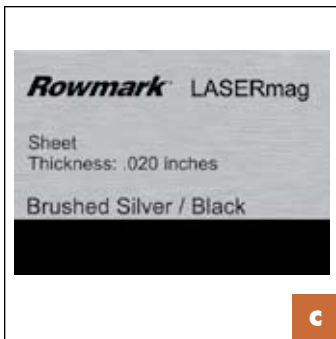 Rowmark LASERmag
Sheet
Thickness: .020 inches
Brushed Silver / Black
C